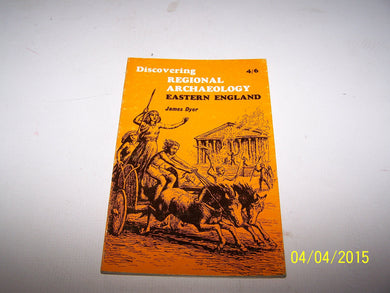 Discovering 4/6
REGIONAL
ARCHAEOLOGY
EASTERN ENGLAND
James Dyer
04/04/2015